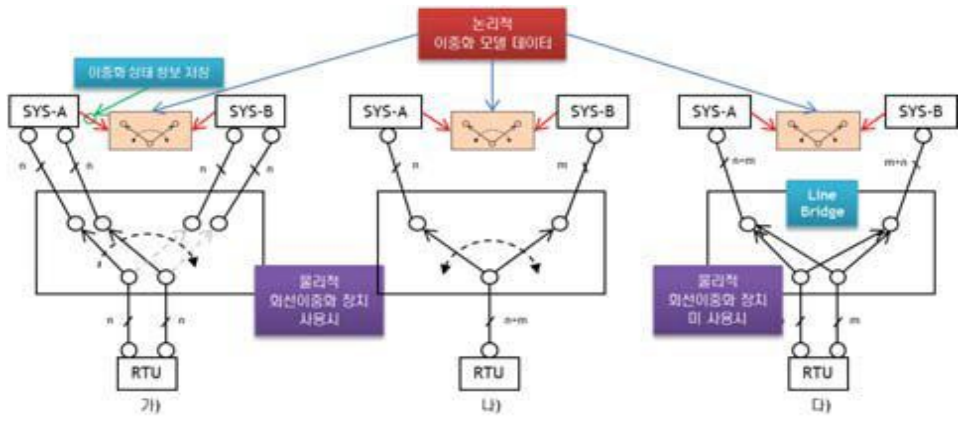 논리적
이중화 모델 데이터
이중화 상태 정보 저장
SYS-A
SYS-B
SYS-A
SYS-B
SYS-A
SYS-B
n
n
n
n
n
m
n+m
m+n
Line
Bridge
물리적
회선이중화 장치
사용시
물리적
회선이중화 장치
미 사용시
n
n
n+m
m
RTU
RTU
RTU
가)
나)
다)